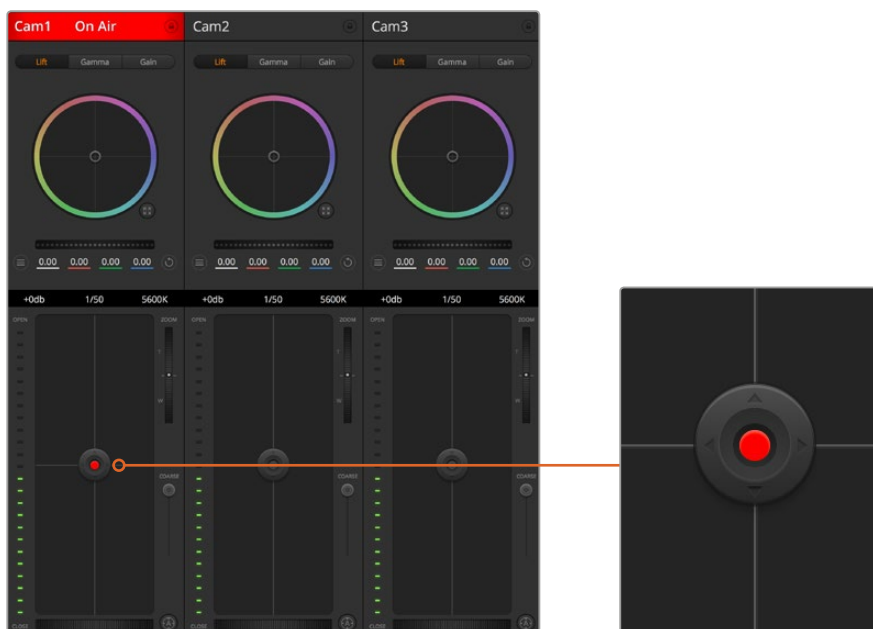 Cam1 On Air Cam2 Cam3
Lift Gamma Gain Lift Gamma Gain Lift Gamma Gain
0.00 0.00 0.00 0.00 0.00 0.00 0.00 0.00 0.00 0.00 0.00 0.00
+0db 1/50 5600K +0db 1/50 5600K +0db 1/50 5600K
OPEN ZOOM OPEN ZOOM OPEN ZOOM
T T T
W W W
COARSE COARSE COARSE
CLOSE CLOSE CLOSE